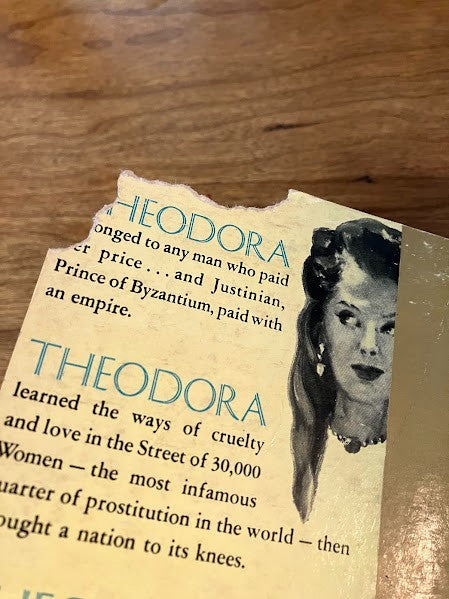 HEODORA
onged to any man who paid
er price . . . and Justinian,
Prince of Byzantium, paid with
an empire.
THEODORA
learned the ways of cruelty
and love in the Street of 30,000
Women — the most infamous
uarter of prostitution in the world — then
ought a nation to its knees.